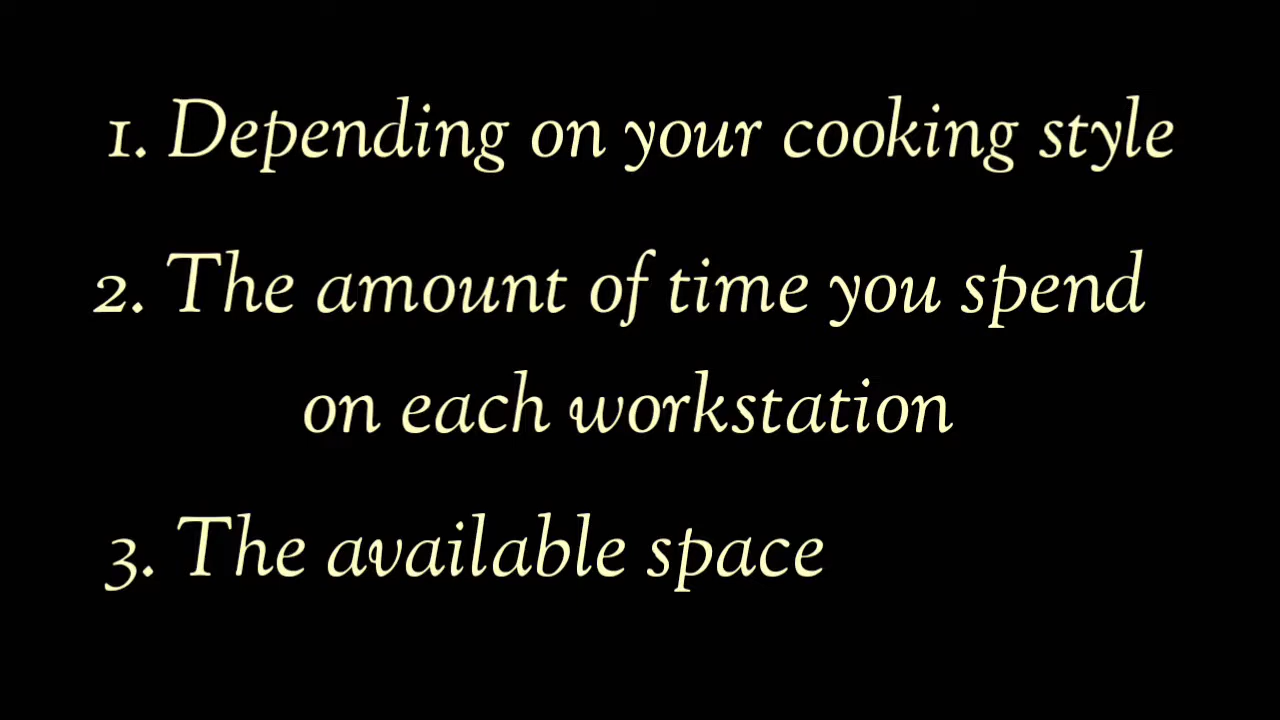 1. Depending on your cooking style
2. The amount of time you spend
on each workstation
3. The available space